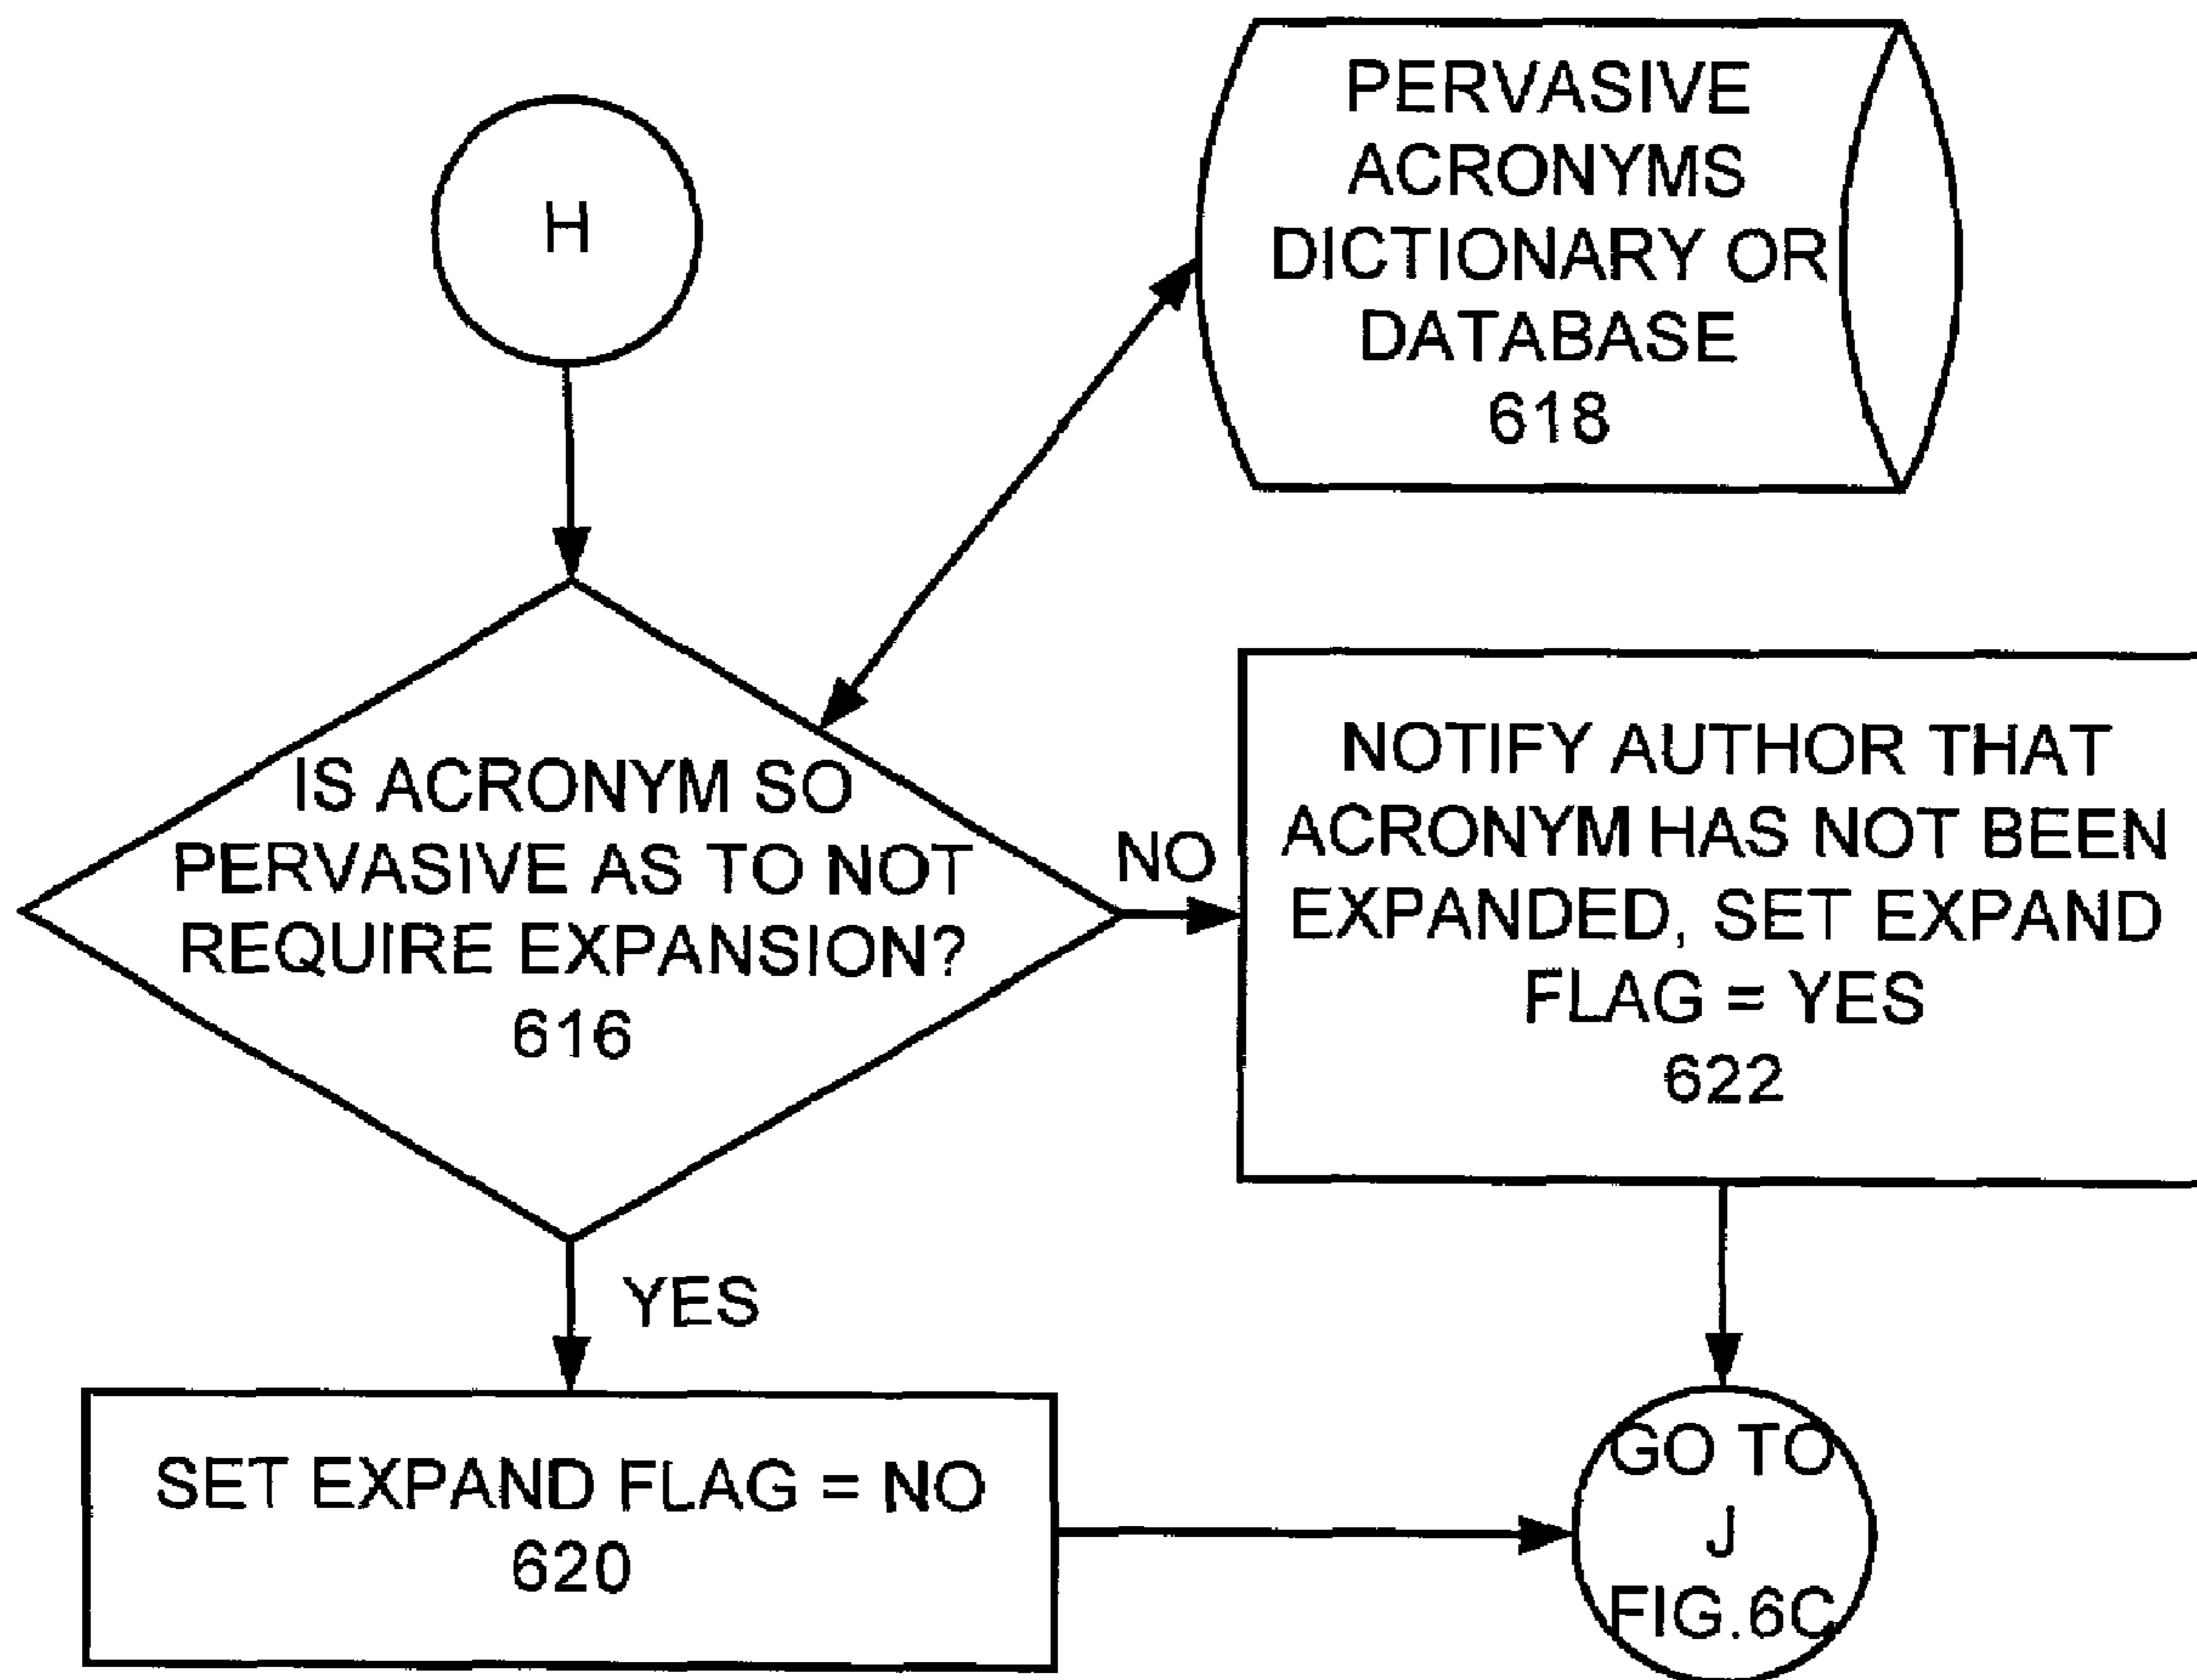 H
PERVASIVE
ACRONYMS
DICTIONARY OR
DATABASE
618
IS ACRONYM SO
PERVASIVE AS TO NOT
REQUIRE EXPANSION?
616
NO
NOTIFY AUTHOR THAT
ACRONYM HAS NOT BEEN
EXPANDED, SET EXPAND
FLAG = YES
622
YES
SET EXPAND FLAG = NO
620
GO TO
J
FIG.6C